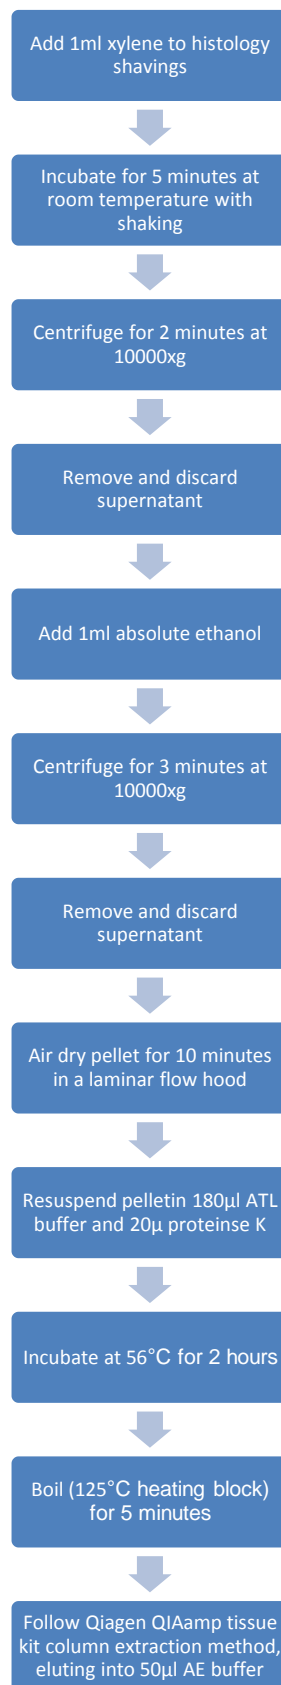 Add 1ml xylene to histology
shavings
Incubate for 5 minutes at
room temperature with
shaking
Centrifuge for 2 minutes at
10000xg
Remove and discard
supernatant
Add 1ml absolute ethanol
Centrifuge for 3 minutes at
10000xg
Remove and discard
supernatant
Air dry pellet for 10 minutes
in a laminar flow hood
Resuspend pelletin 180µl ATL
buffer and 20µ proteinse K
Incubate at 56°C for 2 hours
Boil (125°C heating block)
for 5 minutes
Follow Qiagen QIAamp tissue
kit column extraction method,
eluting into 50µl AE buffer